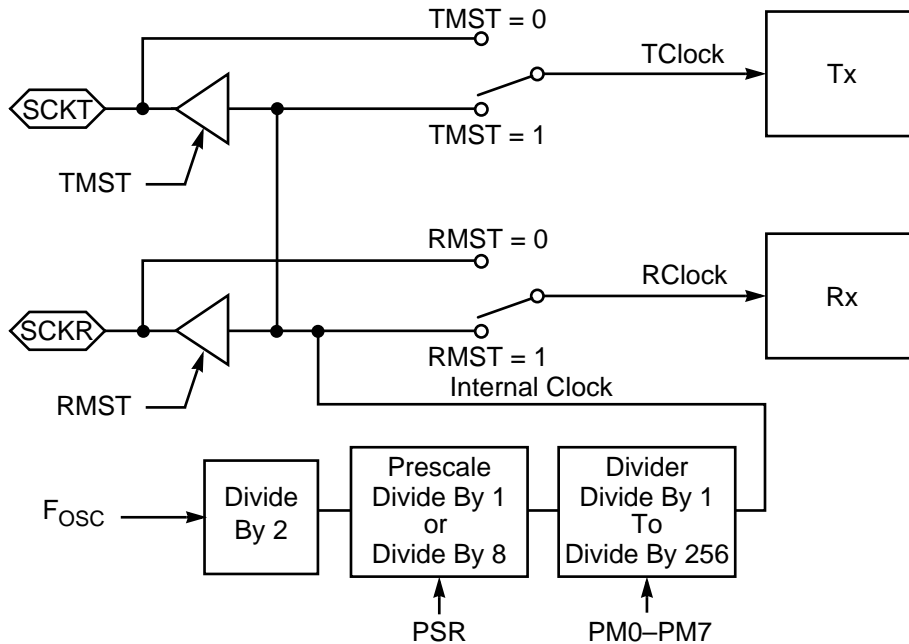 TMST = 0
TClock
Tx
SCKT
TMST = 1
TMST
RMST = 0
RClock
Rx
SCKR
RMST = 1
RMST
Internal Clock
FOSC
Divide
By 2
Prescale
Divide By 1
or
Divide By 8
Divider
Divide By 1
To
Divide By 256
PSR
PM0–PM7